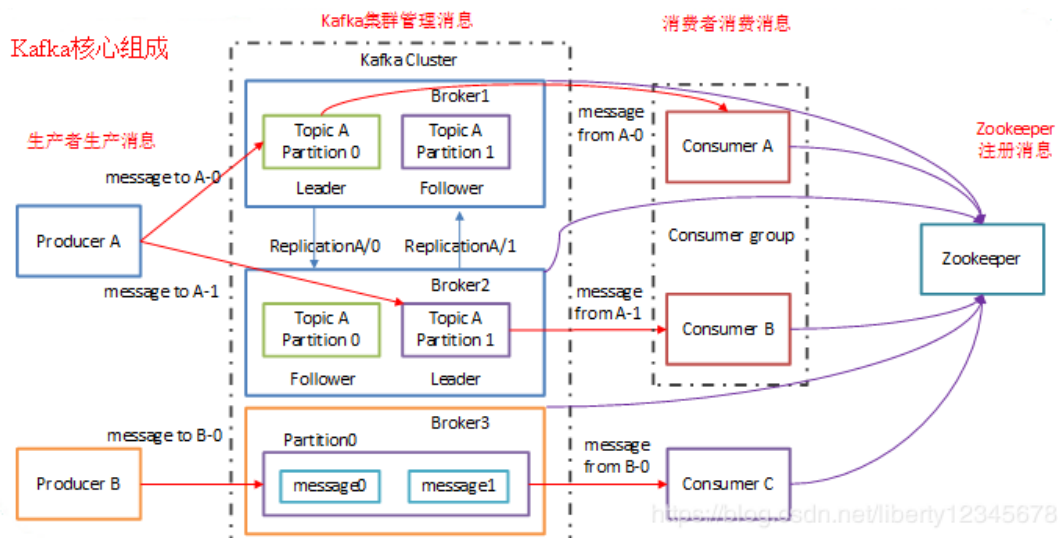 Kafka核心组成
Kafka集群管理消息
消费者消费消息
生产者生产消息
Zookeeper
注册消息
Kafka Cluster
Broker1
Topic A
Partition 0
Topic A
Partition 1
Leader
Follower
message to A-0
Producer A
message to A-1
ReplicationA/0
ReplicationA/1
Broker2
Topic A
Partition 0
Topic A
Partition 1
Follower
Leader
message
from A-0
Consumer A
Consumer group
message
from A-1
Consumer B
Zookeeper
message to B-0
Producer B
Broker3
Partition0
message0
message1
message
from B-0
Consumer C
https://blog.csdn.net/liberty12345678